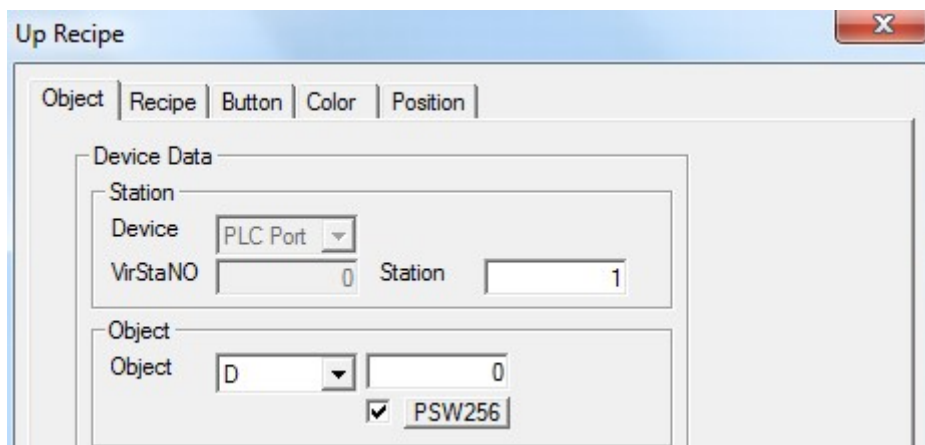 Up Recipe
Object Recipe Button Color Position
Device Data
Station
Device PLC Port
VirStaNO 0 Station 1
Object
Object D 0
PSW256